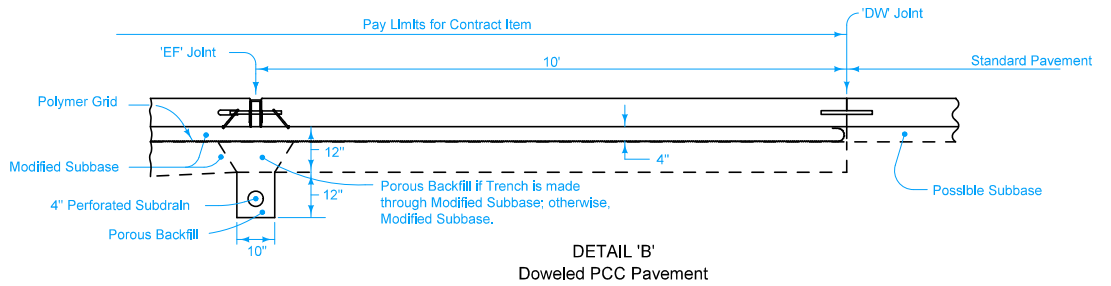 'DW' Joint
Pay Limits for Contract Item
'EF' Joint
10'
Standard Pavement
Polymer Grid
12"
4"
Modified Subbase
Porous Backfill if Trench is made
through Modified Subbase; otherwise,
Modified Subbase.
Possible Subbase
12"
4" Perforated Subdrain
Porous Backfill
10"
DETAIL 'B'
Doweled PCC Pavement